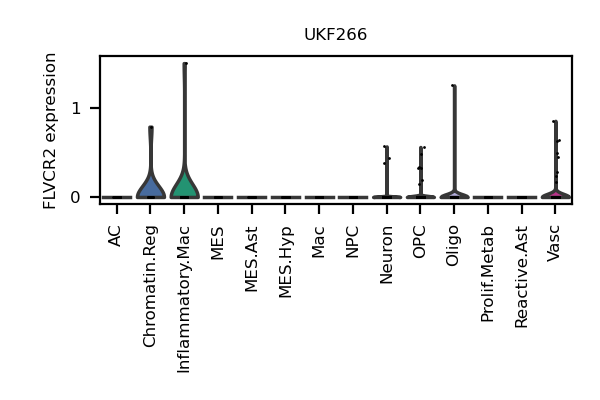 UKF266
FLVCR2 expression
1
0
AC
Chromatin.Reg
Inflammatory.Mac
MES
MES.Ast
MES.Hyp
Mac
NPC
Neuron
OPC
Oligo
Prolif.Metab
Reactive.Ast
Vasc